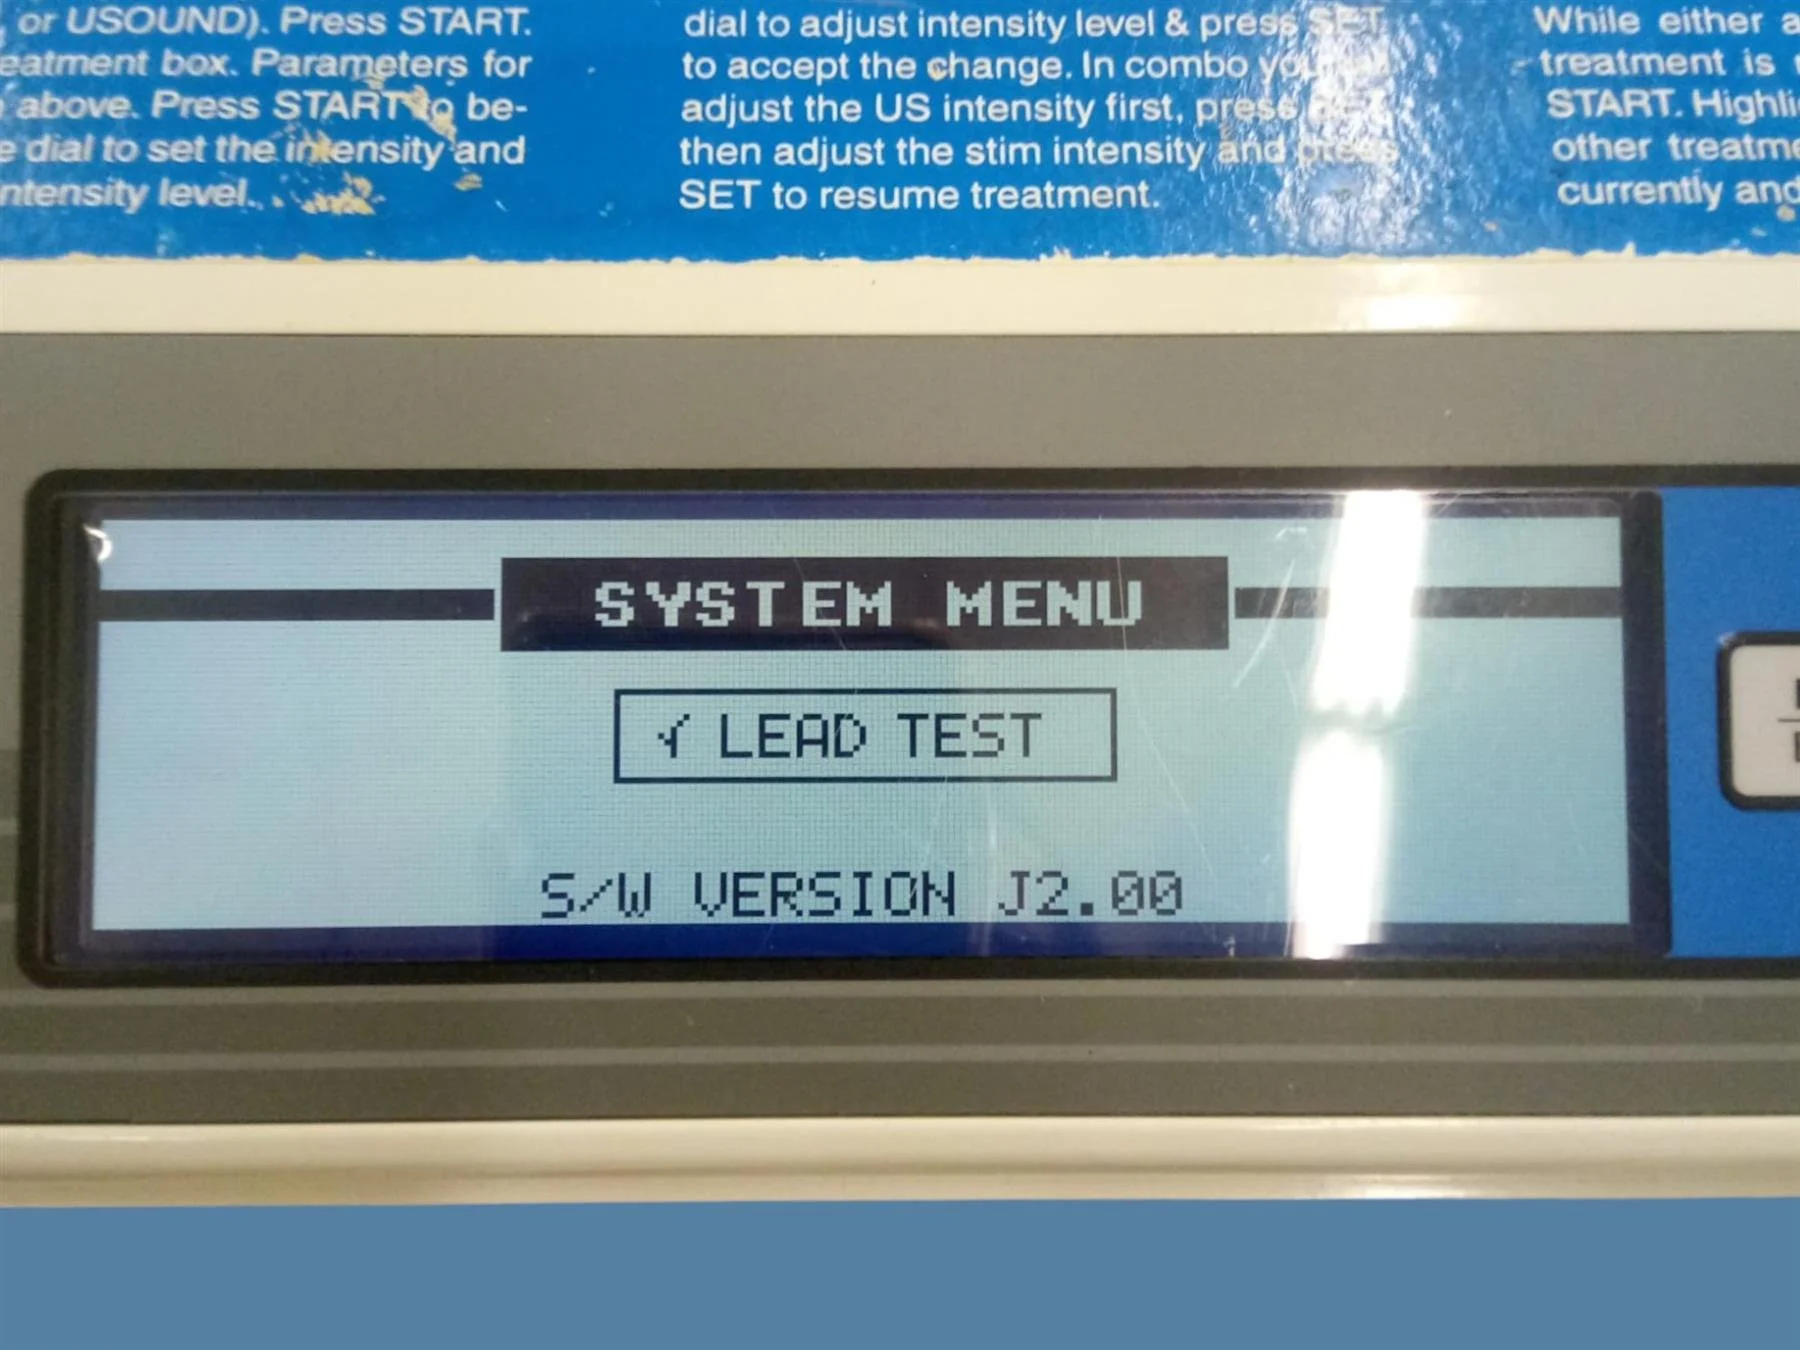 or USOUND). Press START.
eatment box. Parameters for
above. Press START to be-
e dial to set the intensity and
ntensity level.
dial to adjust intensity level & press SET
to accept the change. In combo you
adjust the US intensity first, press SET
then adjust the stim intensity and press
SET to resume treatment.
While either a
treatment is
START. Highli
other treatme
currently and
SYSTEM MENU
√ LEAD TEST
S/W VERSION J2.00